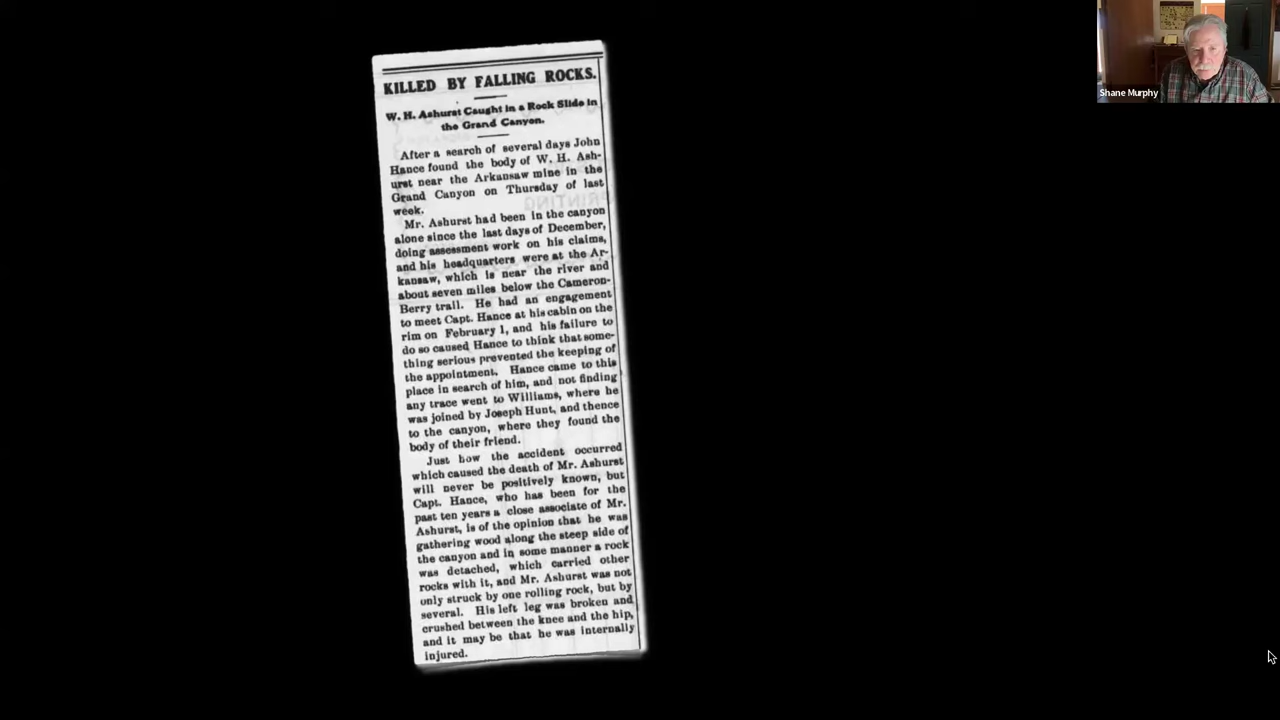 KILLED BY FALLING ROCKS.
W. H. Ashurst Caught in a Rock Slide in
the Grand Canyon.
After a search of several days John
Hance found the body of W. H. Ash-
urst near the Arkansaw mine in the
Grand Canyon on Thursday of last
week.
Mr. Ashurst had been in the canyon
alone since the last days of December,
doing assessment work on his claims,
and his headquarters were at the Ar-
kansaw, which is near the river and
about seven miles below the Cameron-
Berry trail. He had an engagement
to meet Capt. Hance at his cabin on the
rim on February 1, and his failure to
do so caused Hance to think that some-
thing serious prevented the keeping of
the appointment. Hance came to this
place in search of him, and not finding
any trace went to Williams, where he
was joined by Joseph Hunt, and thence
to the canyon, where they found the
body of their friend.
Just how the accident occurred
which caused the death of Mr. Ashurst
will never be positively known, but
Capt. Hance, who has been for the
past ten years a close associate of Mr.
Ashurst, is of the opinion that he was
gathering wood along the steep side of
the canyon and in some manner a rock
was detached, which carried other
rocks with it, and Mr. Ashurst was not
only struck by one rolling rock, but by
several. His left leg was broken and
crushed between the knee and the hip,
and it may be that he was internally
injured.
Shane Murphy